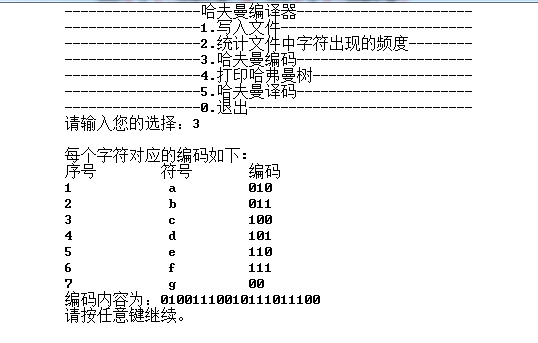 -----------------哈夫曼编译器----------------------
-----------------1.写入文件------------------------
-----------------2.统计文件中字符出现的频度--------
-----------------3.哈夫曼编码----------------------
-----------------4.打印哈弗曼树--------------------
-----------------5.哈夫曼译码----------------------
-----------------0.退出----------------------------
请输入您的选择：3
每个字符对应的编码如下：
序号 符号 编码
1 a 010
2 b 011
3 c 100
4 d 101
5 e 110
6 f 111
7 g 00
编码内容为：01001110010111011100
请按任意键继续。